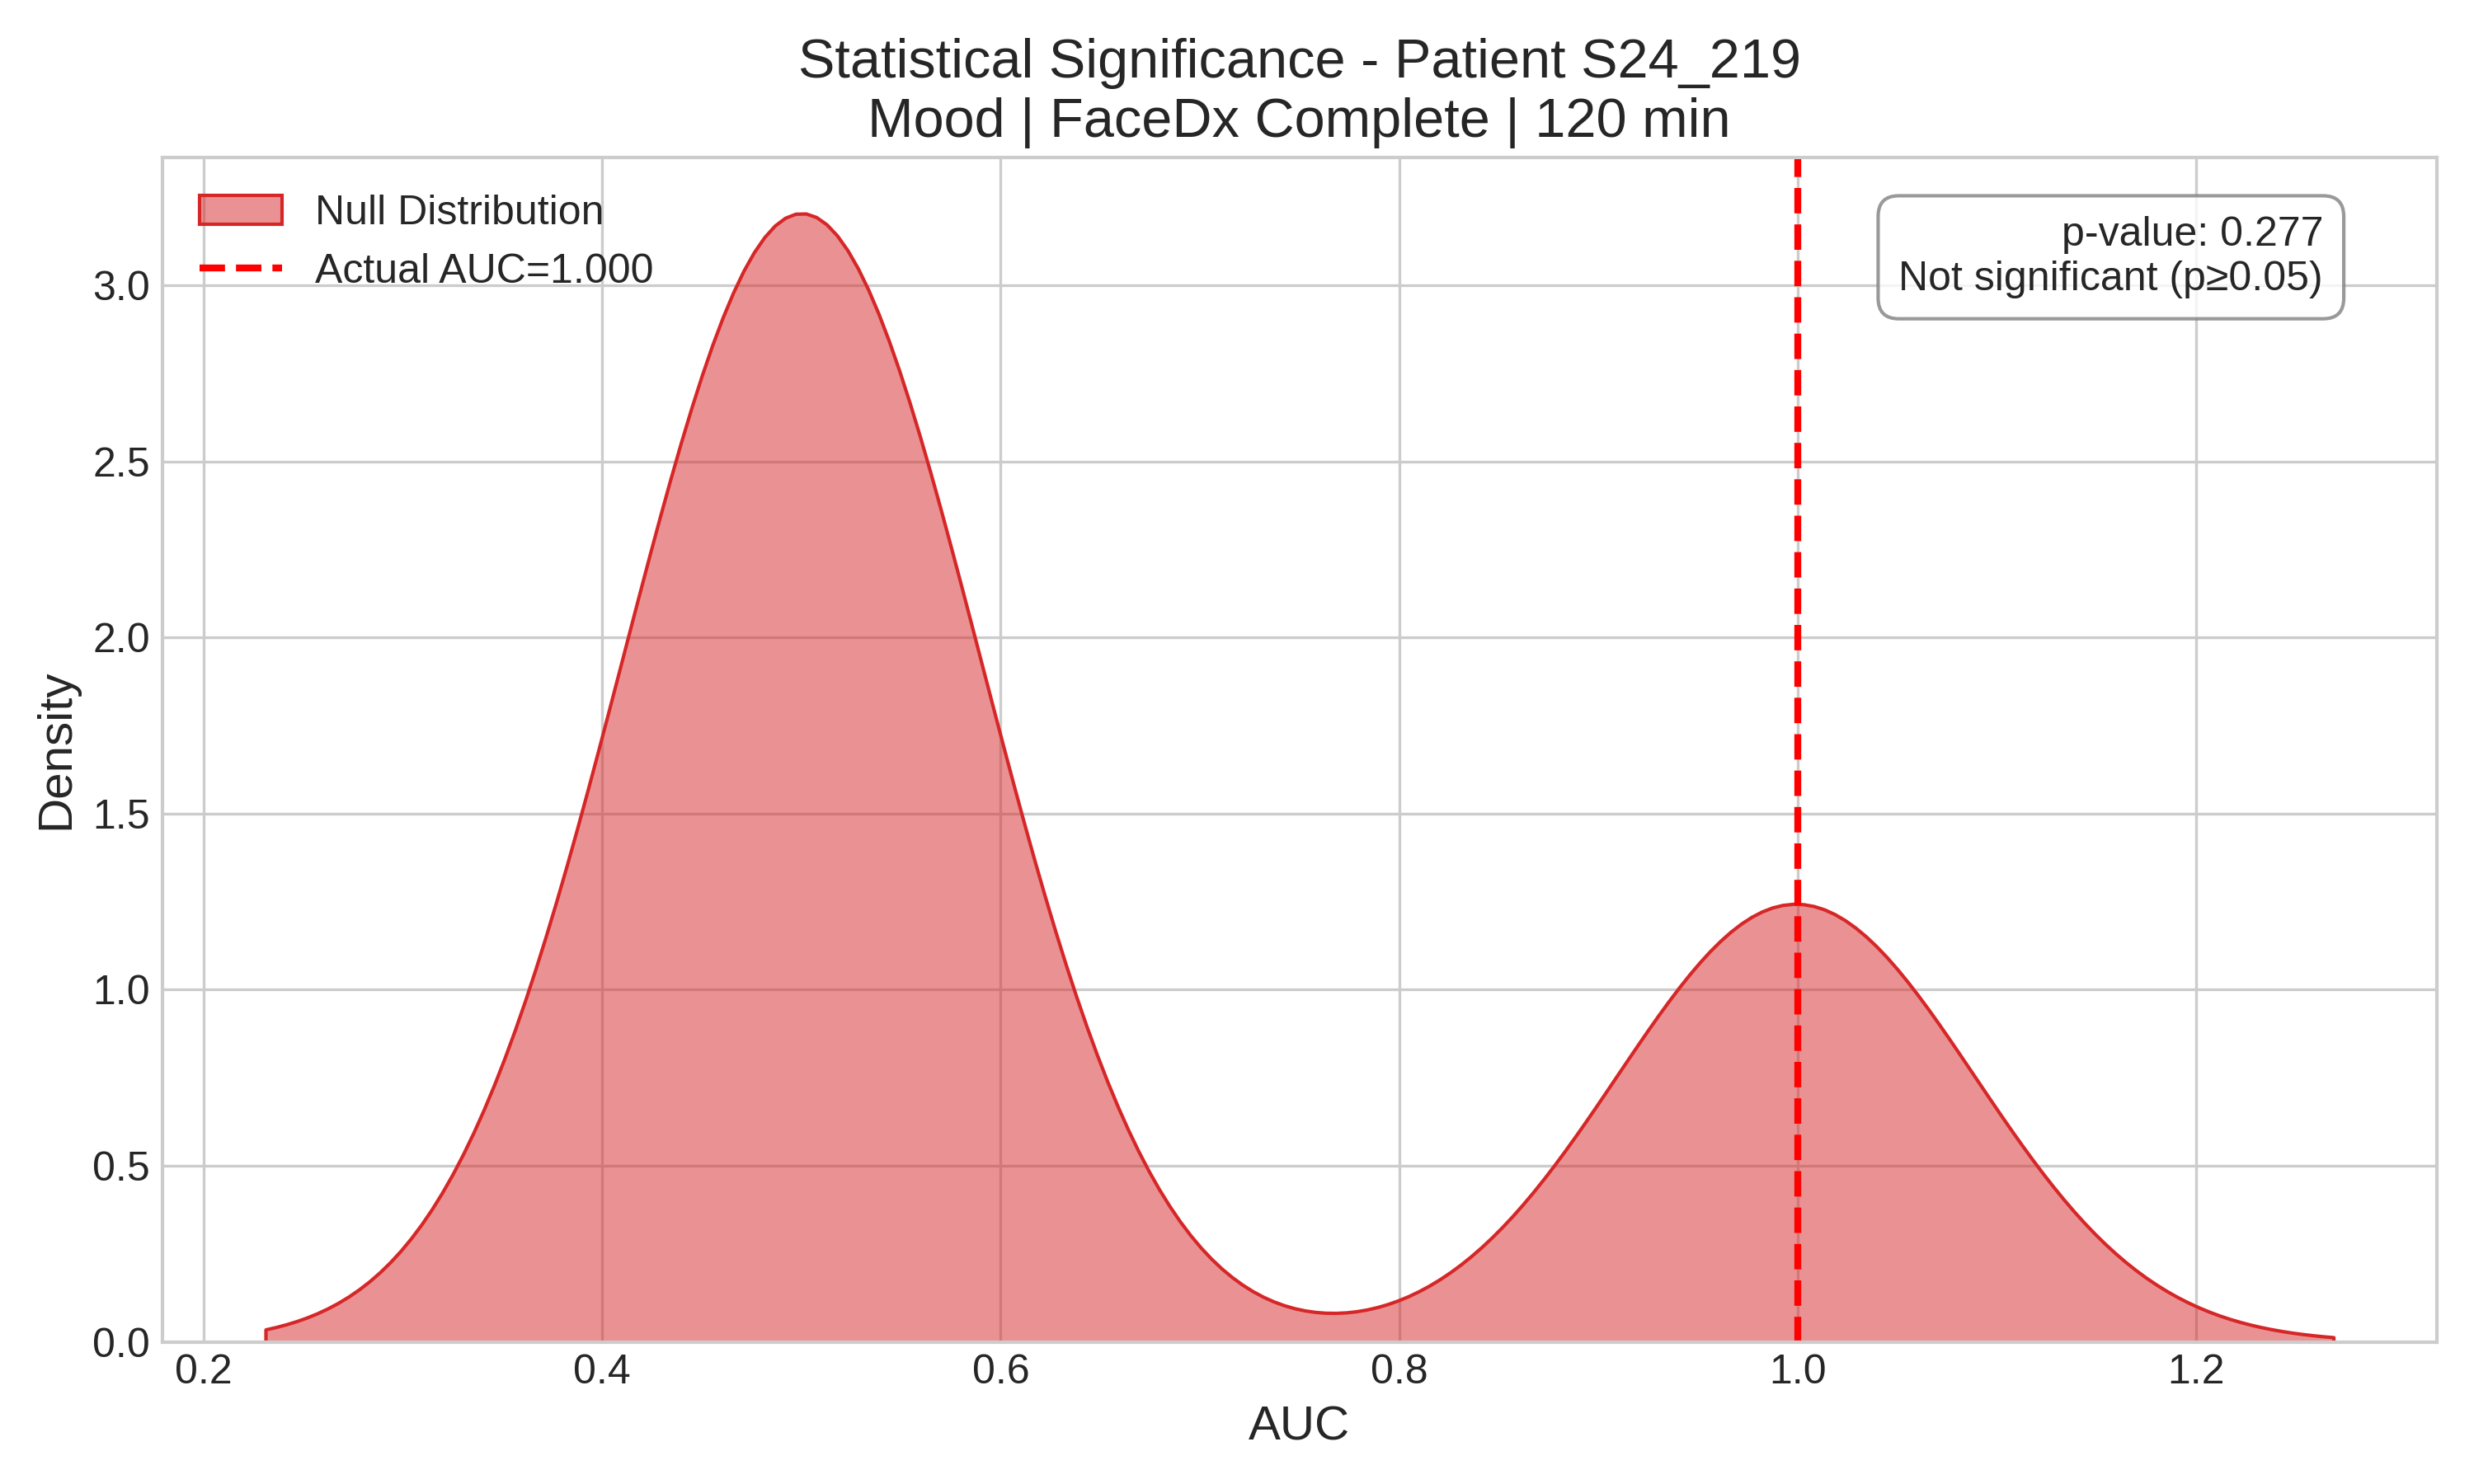 Statistical Significance - Patient S24_219
Mood | FaceDx Complete | 120 min
Null Distribution
Actual AUC=1.000
p-value: 0.277
Not significant (p≥0.05)
Density
3.0
2.5
2.0
1.5
1.0
0.5
0.0
0.2 0.4 0.6 0.8 1.0 1.2
AUC